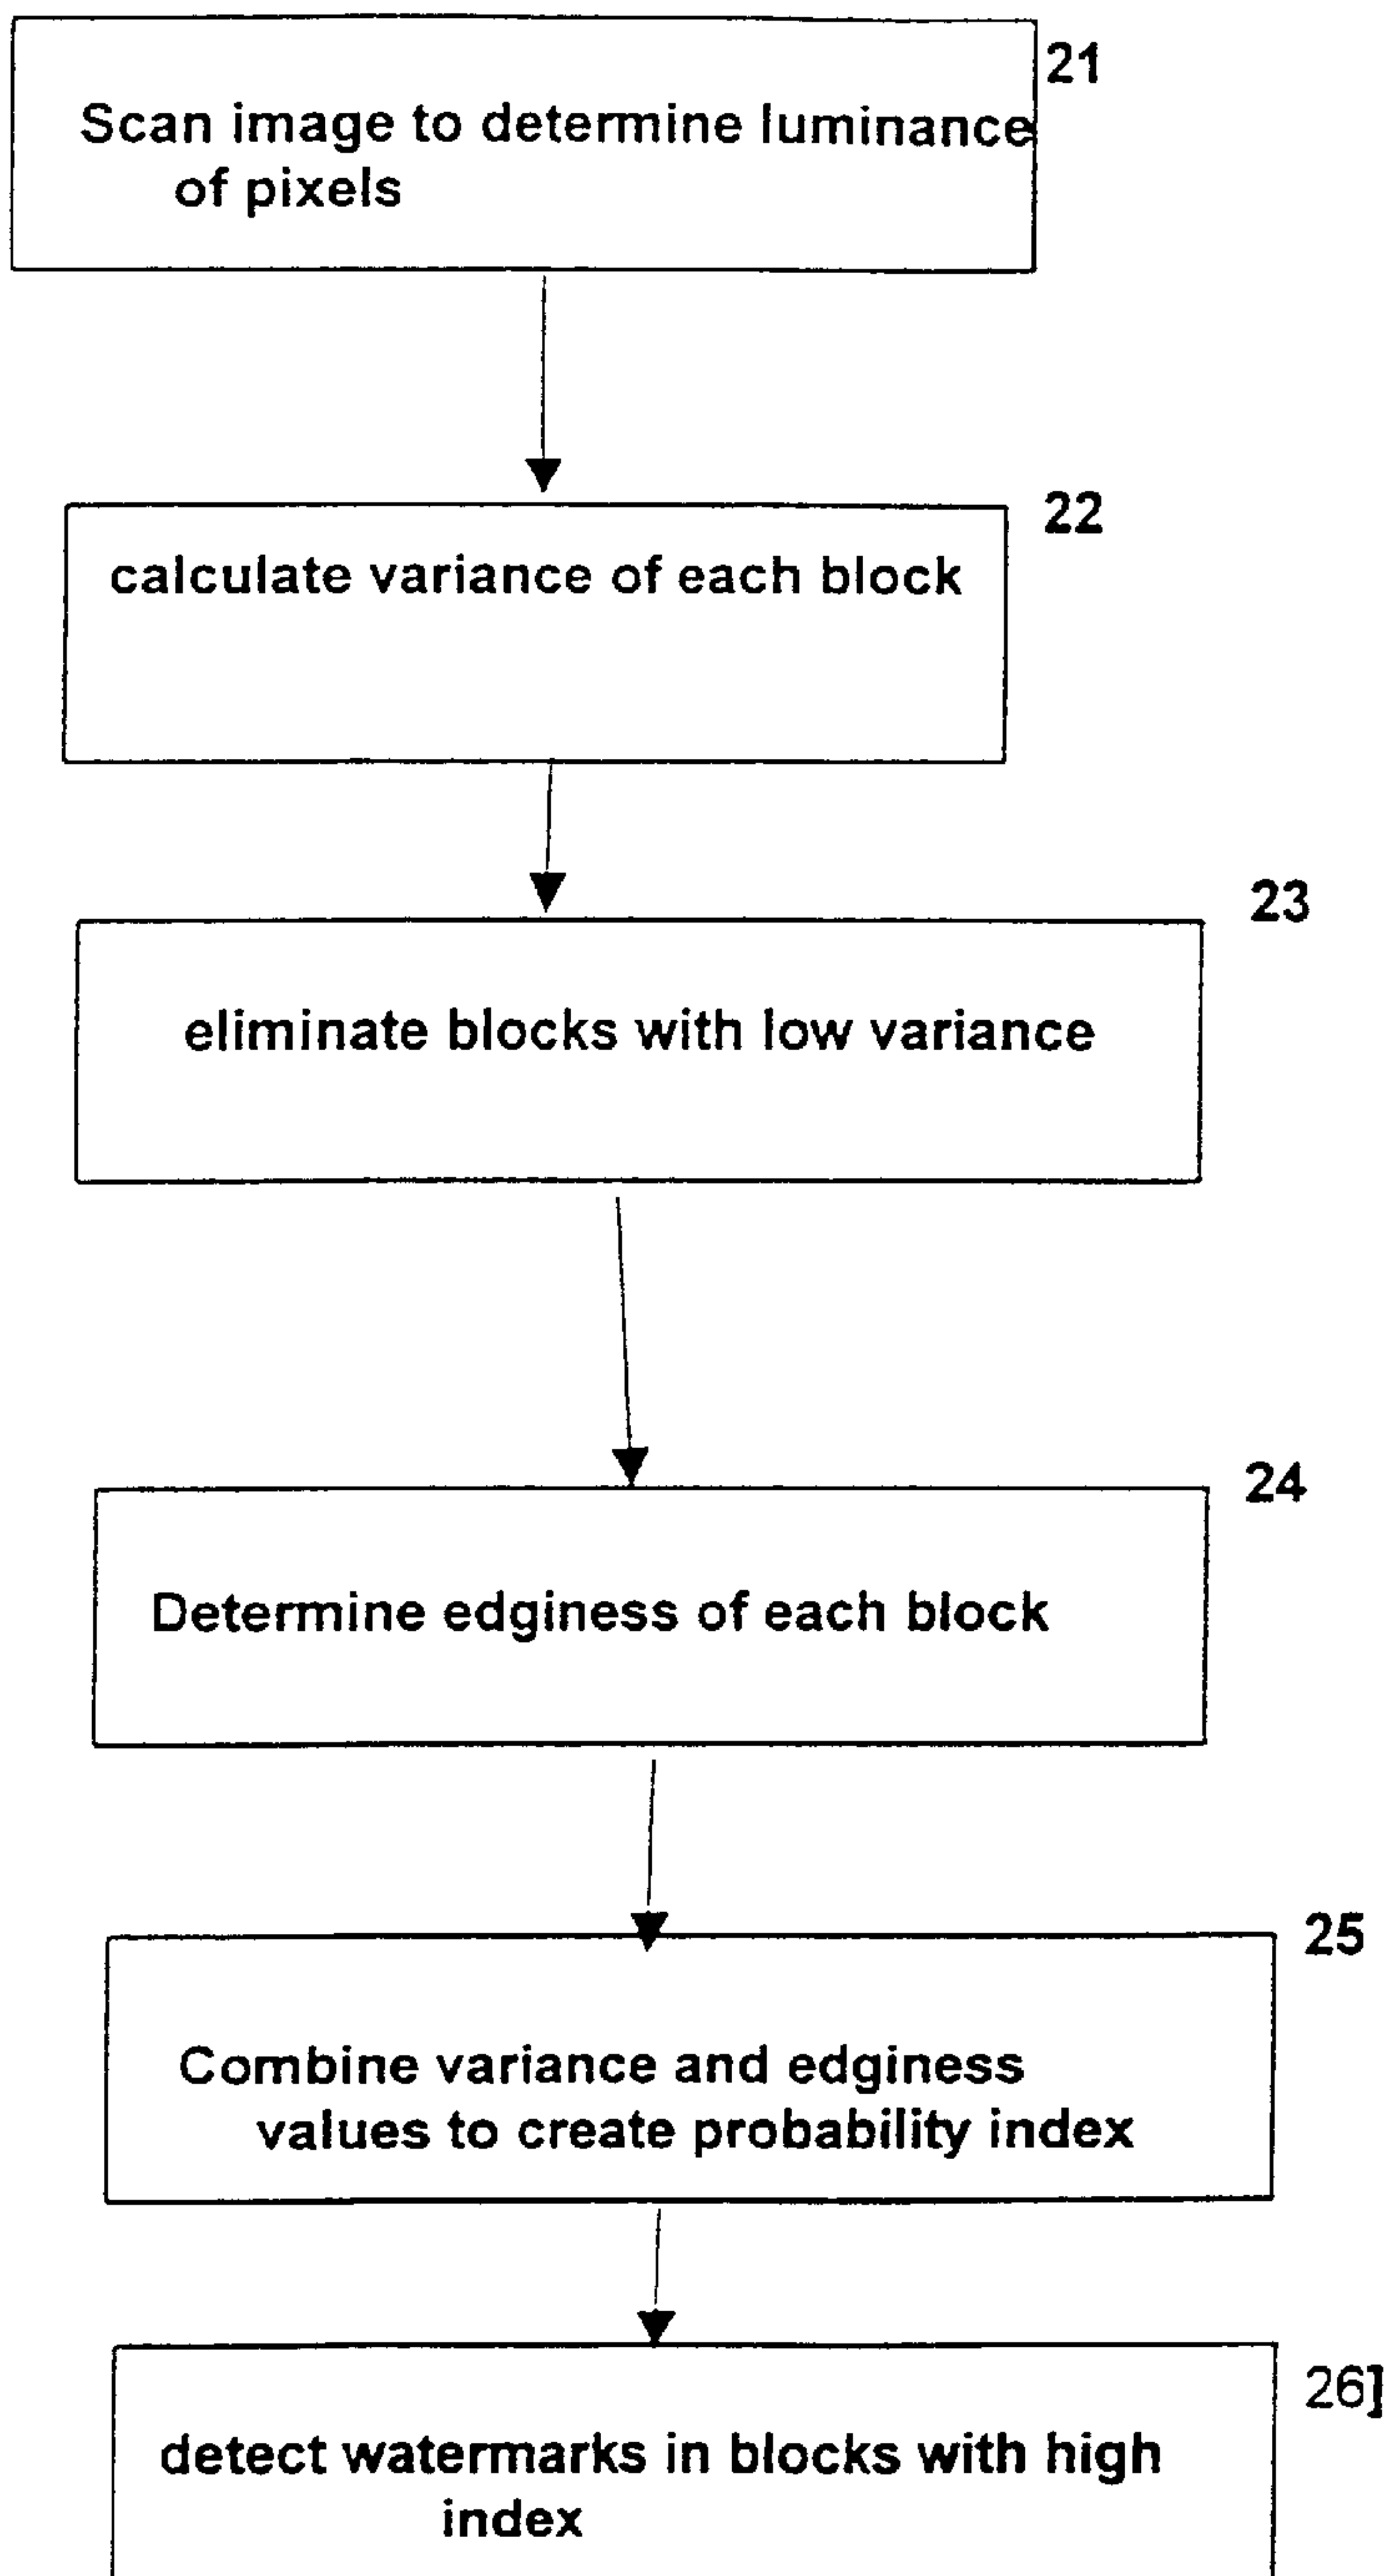 21
Scan image to determine luminance
of pixels
22
calculate variance of each block
23
eliminate blocks with low variance
24
Determine edginess of each block
25
Combine variance and edginess
values to create probability index
26]
detect watermarks in blocks with high
index